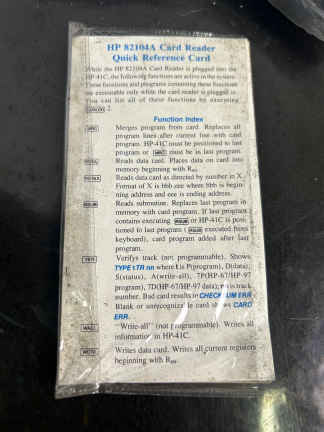 HP 82104A Card Reader
Quick Reference Card
While the HP 82104A Card Reader is plugged into the
HP-41C, the following functions are active in the system.
These functions and programs containing these functions
are executable only while the card reader is plugged in.
You can list all of these functions by executing
2.
Function Index
MRG Merges program from card. Replaces all
program lines after current line with card
program. HP-41C must be positioned to last
program or MRG must be in last program.
RDTA Reads data card. Places data on card into
memory beginning with R00.
RDTAX Reads data card as directed by number in X.
Format of X is bbb.eee where bbb is begin-
ning address and eee is ending address.
RSUB Reads subroutine. Replaces last program in
memory with card program. If last program
contains executing RSUB or HP-41C is posi-
tioned to last program (RSUB executed from
keyboard), card program added after last
program.
VER Verifys track (not programmable). Shows
TYPE t TR nn where t is P(program), D(data),
S(status), A(write-all), 7P(HP-67/HP-97
program), 7D(HP-67/HP-97 data); nn is track
number. Bad card results in CHECKSUM ERR.
Blank or unrecognizable card shows CARD
ERR.
WALL "Write-all" (not programmable). Writes all
information in HP-41C.
WDTA Writes data card. Writes all current registers
beginning with R00.